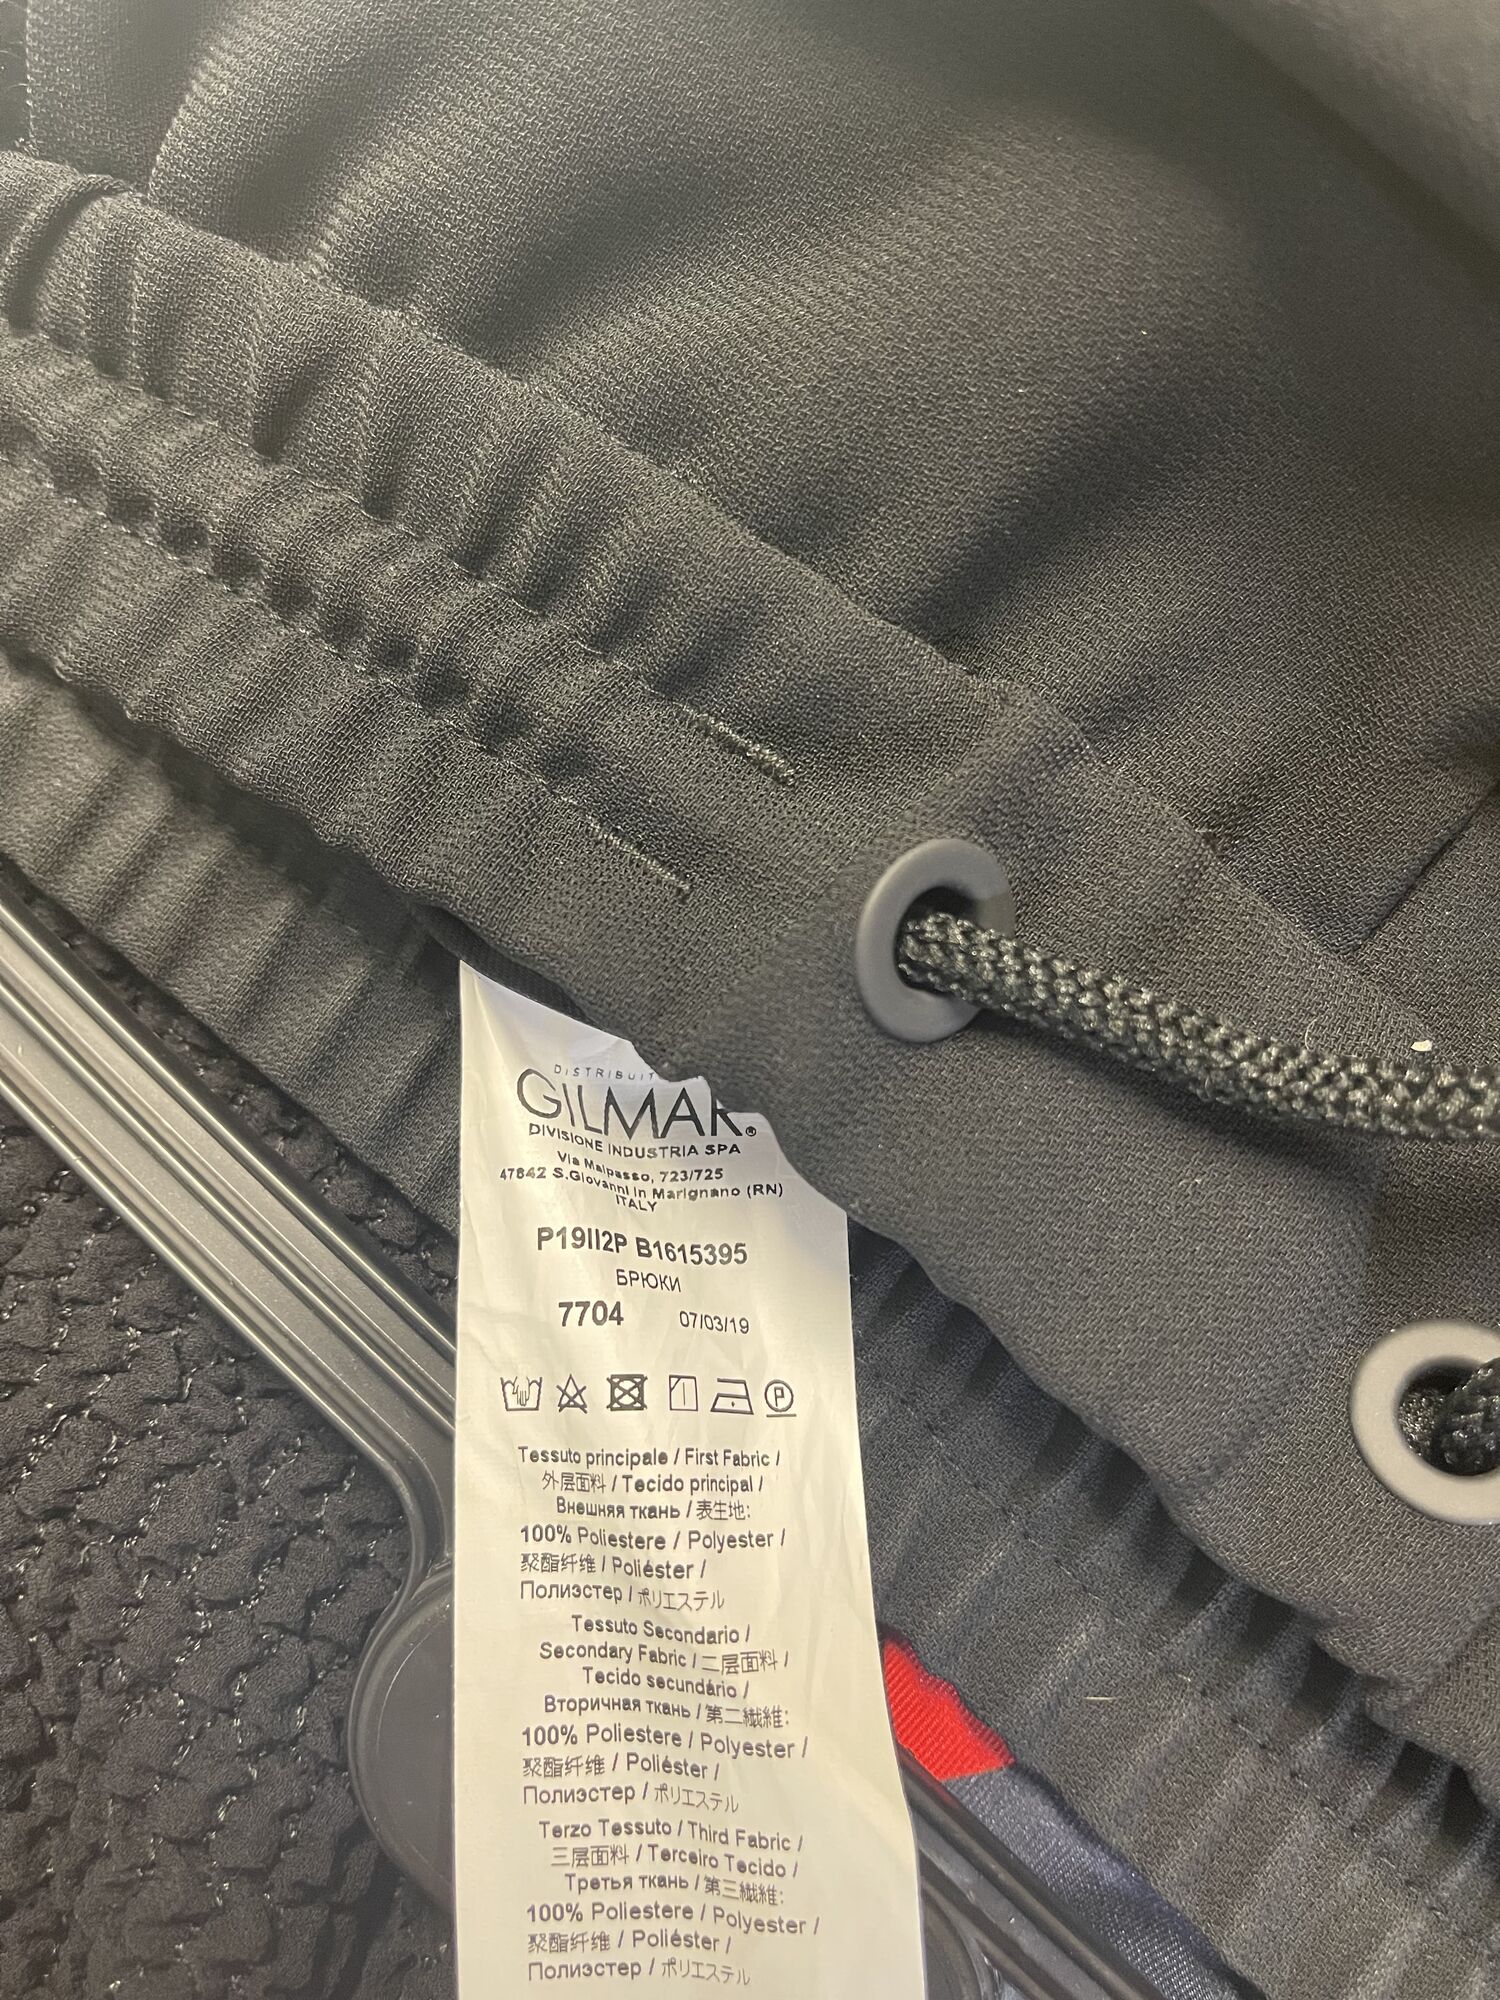 DISTRIBUIT
GILMAR®
DIVISIONE INDUSTRIA SPA
Via Malpasso, 723/725
47842 S.Giovanni in Marignano (RN)
ITALY
P19II2P B1615395
БРЮКИ
7704 07/03/19
P
Tessuto principale / First Fabric /
外层面料 / Tecido principal /
Внешняя ткань / 表生地:
100% Poliestere / Polyester /
聚酯纤维 / Poliéster /
Полиэстер / ポリエステル
Tessuto Secondario /
Secondary Fabric / 二层面料 /
Tecido secundário /
Вторичная ткань / 第二繊維:
100% Poliestere / Polyester /
聚酯纤维 / Poliéster /
Полиэстер / ポリエステル
Terzo Tessuto / Third Fabric /
三层面料 / Terceiro Tecido /
Третья ткань / 第三繊維:
100% Poliestere / Polyester /
聚酯纤维 / Poliéster /
Полиэстер / ポリエステル